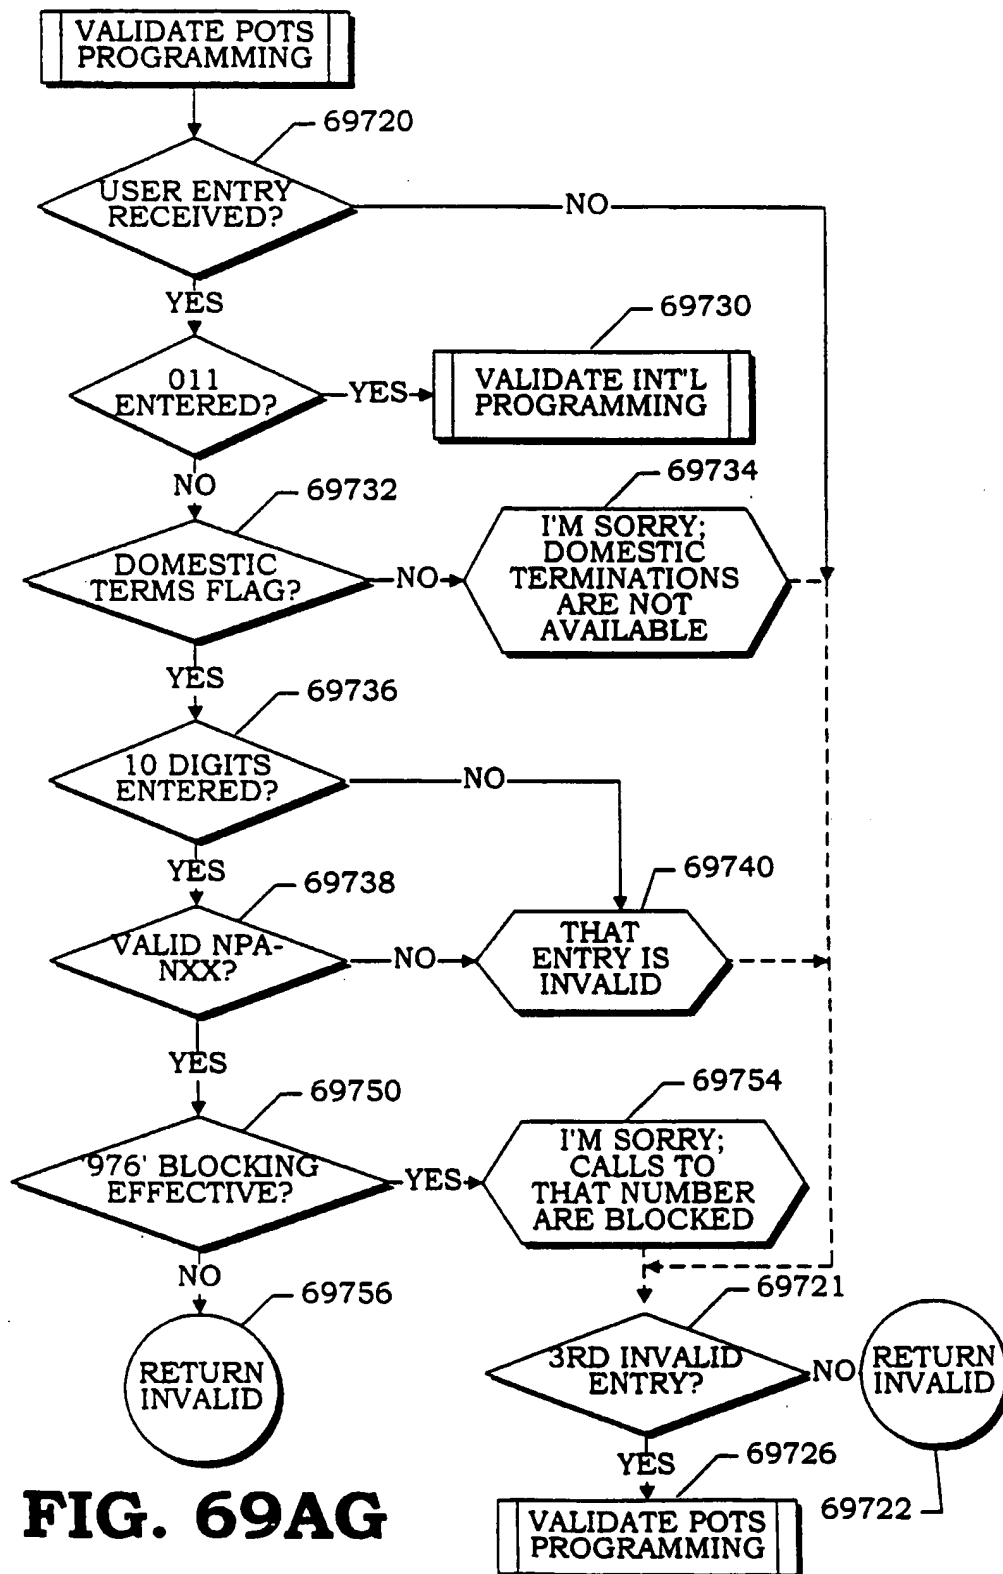 VALIDATE POTS
PROGRAMMING
69720
USER ENTRY
RECEIVED?
NO
YES
69730
011
ENTERED?
YES
VALIDATE INT'L
PROGRAMMING
NO
69732
69734
DOMESTIC
TERMS FLAG?
NO
I'M SORRY;
DOMESTIC
TERMINATIONS
ARE NOT
AVAILABLE
YES
69736
10 DIGITS
ENTERED?
NO
YES
69738
69740
VALID NPA-
NXX?
NO
THAT
ENTRY IS
INVALID
YES
69750
69754
'976' BLOCKING
EFFECTIVE?
YES
I'M SORRY;
CALLS TO
THAT NUMBER
ARE BLOCKED
NO
69756
69721
RETURN
INVALID
3RD INVALID
ENTRY?
NO
RETURN
INVALID
YES
69726
69722
VALIDATE POTS
PROGRAMMING
FIG. 69AG